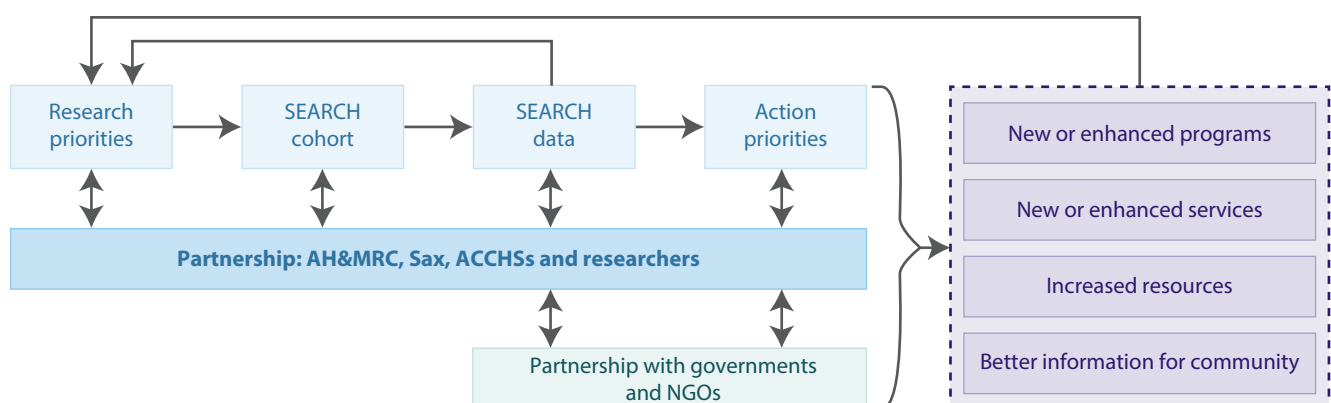 Research
priorities
SEARCH
cohort
SEARCH
data
Action
priorities
Partnership: AH&MRC, Sax, ACCHSs and researchers
Partnership with governments
and NGOs
New or enhanced programs
New or enhanced services
Increased resources
Better information for community